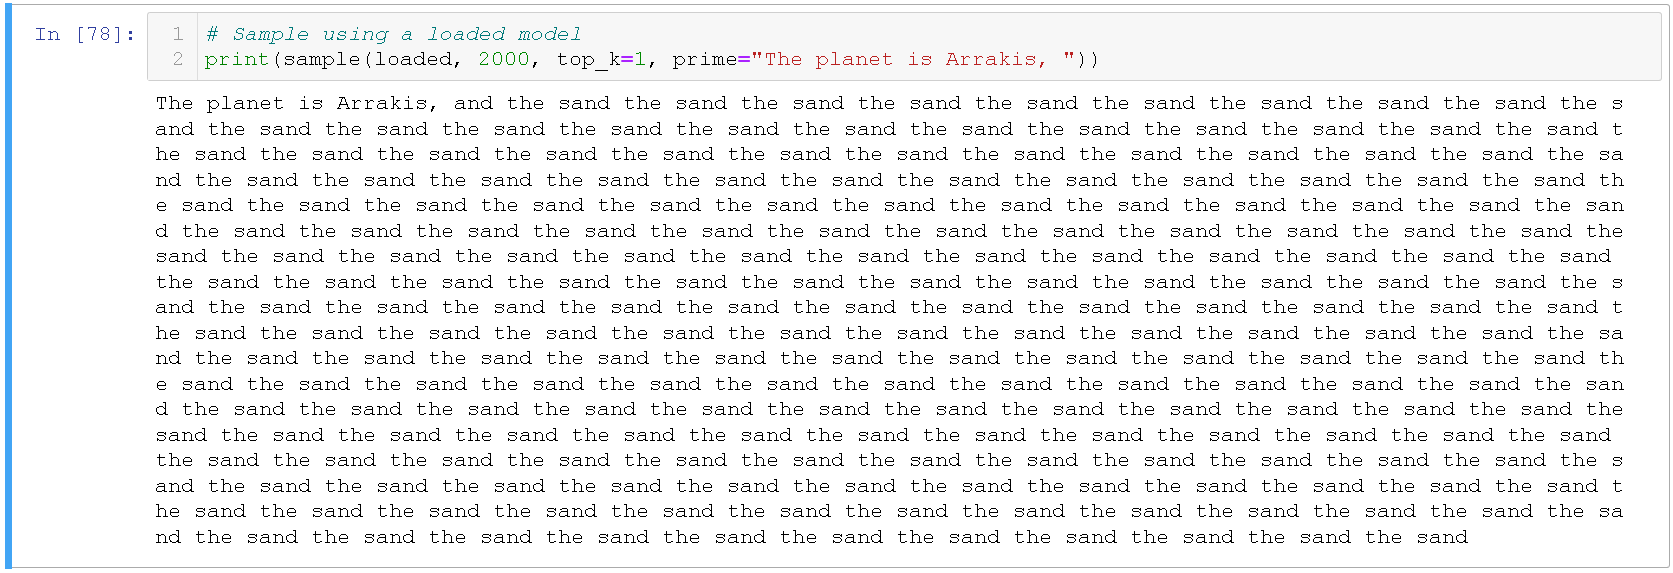 In [78]:
1 # Sample using a loaded model
2 print(sample(loaded, 2000, top_k=1, prime="The planet is Arrakis, "))
The planet is Arrakis, and the sand the sand the sand the sand the sand the sand the sand the sand the sand the s
and the sand the sand the sand the sand the sand the sand the sand the sand the sand the sand the sand the sand t
he sand the sand the sand the sand the sand the sand the sand the sand the sand the sand the sand the sand the sa
nd the sand the sand the sand the sand the sand the sand the sand the sand the sand the sand the sand the sand th
e sand the sand the sand the sand the sand the sand the sand the sand the sand the sand the sand the sand the san
d the sand the sand the sand the sand the sand the sand the sand the sand the sand the sand the sand the sand the
sand the sand the sand the sand the sand the sand the sand the sand the sand the sand the sand the sand the sand
the sand the sand the sand the sand the sand the sand the sand the sand the sand the sand the sand the sand the s
and the sand the sand the sand the sand the sand the sand the sand the sand the sand the sand the sand the sand t
he sand the sand the sand the sand the sand the sand the sand the sand the sand the sand the sand the sand the sa
nd the sand the sand the sand the sand the sand the sand the sand the sand the sand the sand the sand the sand th
e sand the sand the sand the sand the sand the sand the sand the sand the sand the sand the sand the sand the san
d the sand the sand the sand the sand the sand the sand the sand the sand the sand the sand the sand the sand the
sand the sand the sand the sand the sand the sand the sand the sand the sand the sand the sand the sand the sand
the sand the sand the sand the sand the sand the sand the sand the sand the sand the sand the sand the sand the s
and the sand the sand the sand the sand the sand the sand the sand the sand the sand the sand the sand the sand t
he sand the sand the sand the sand the sand the sand the sand the sand the sand the sand the sand the sand the sa
nd the sand the sand the sand the sand the sand the sand the sand the sand the sand the sand the sand